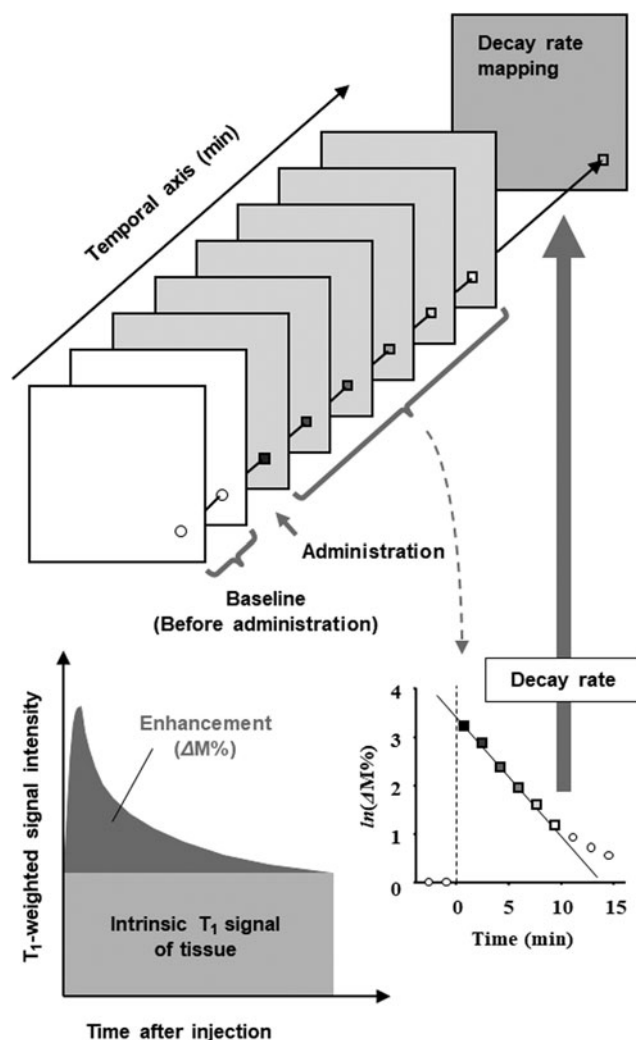 Decay rate
mapping
Temporal axis (min)
Administration
Baseline
(Before administration)
Decay rate
T₁-weighted signal intensity
Enhancement
(ΔM%)
Intrinsic T₁ signal
of tissue
Time after injection
ln(ΔM%)
4
3
2
1
0
0 5 10 15
Time (min)